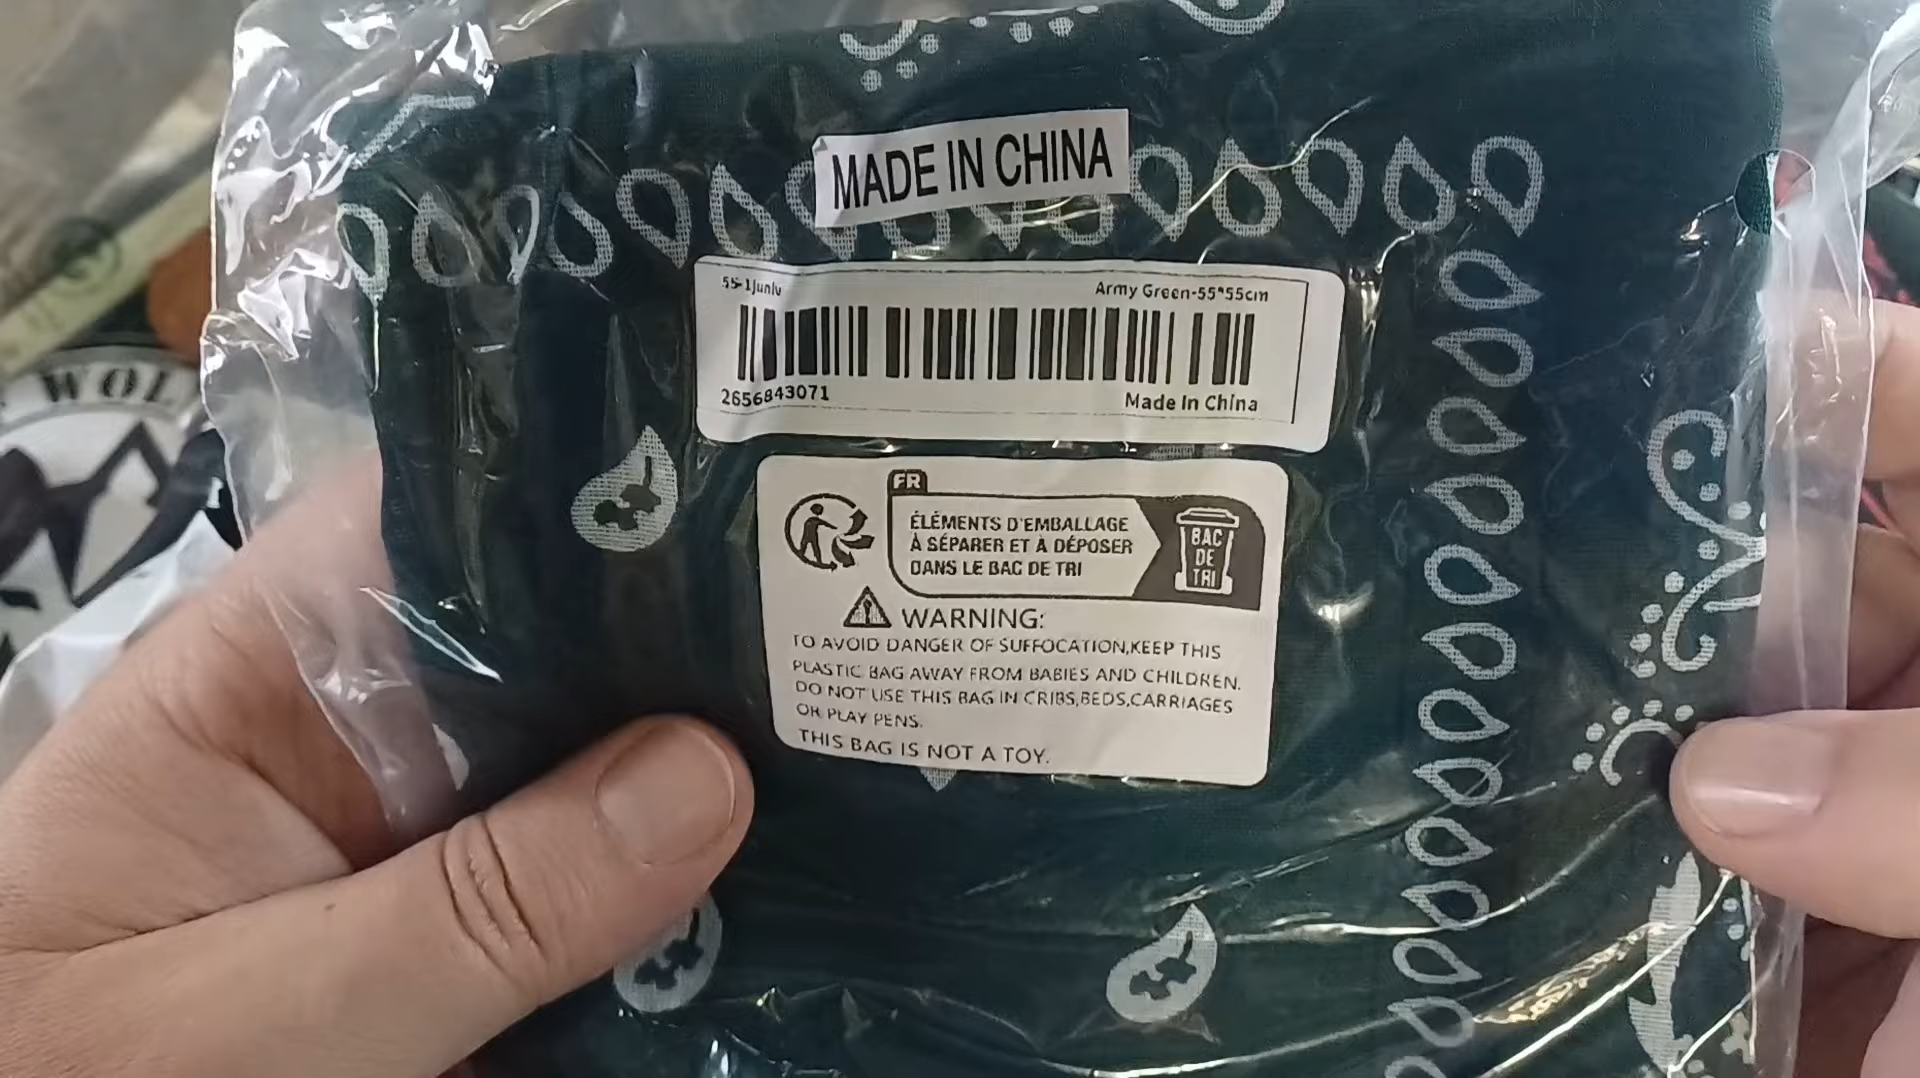 MADE IN CHINA
55-1Junlv
Army Green-55*55cm
2656843071
Made In China
WOL
FR
ÉLÉMENTS D'EMBALLAGE
À SÉPARER ET À DÉPOSER
DANS LE BAC DE TRI
BAC
DE
TRI
WARNING:
TO AVOID DANGER OF SUFFOCATION,KEEP THIS
PLASTIC BAG AWAY FROM BABIES AND CHILDREN.
DO NOT USE THIS BAG IN CRIBS,BEDS,CARRIAGES
OR PLAY PENS.
THIS BAG IS NOT A TOY.